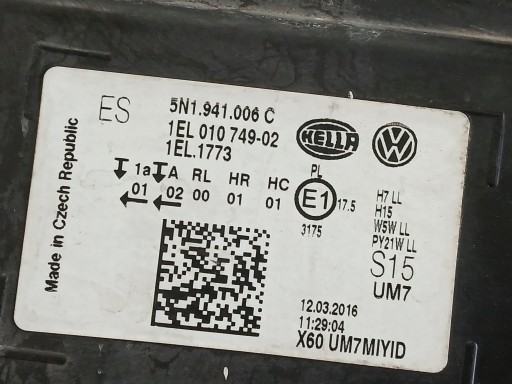 ES
5N1.941.006 C
1EL 010 749-02
1EL.1773
HELLA
VW
1a A RL HR HC PL
01 02 00 01 01 E1 17.5
3175
H7 LL
H15
W5W LL
PY21W LL
S15
UM7
12.03.2016
11:29:04
X60 UM7MIYID
Made in Czech Republic